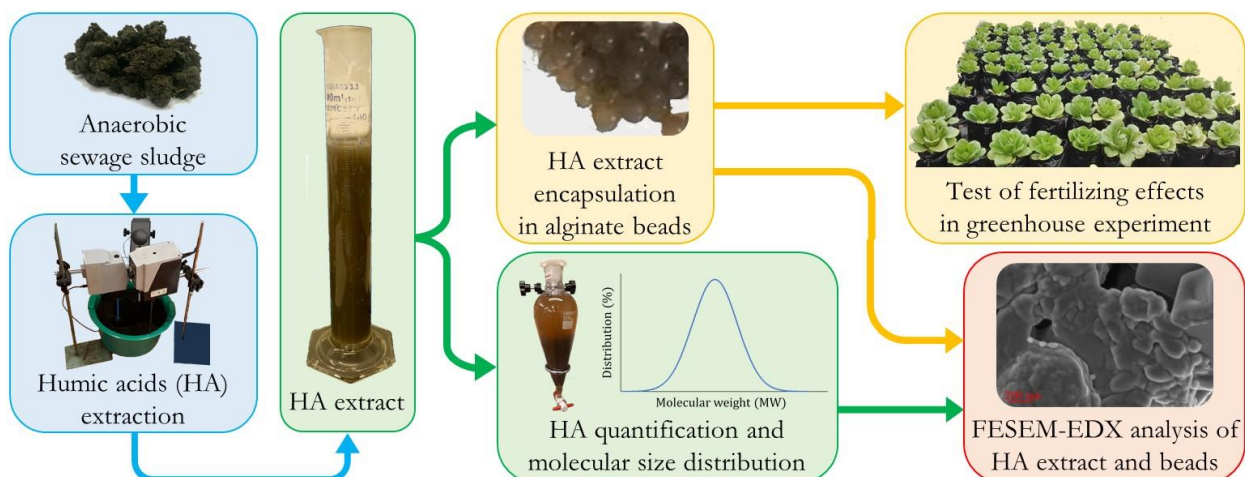 Anaerobic
sewage sludge
Humic acids (HA)
extraction
HA extract
HA extract
encapsulation
in alginate beads
Distribution (%)
Molecular weight (MW)
HA quantification and
molecular size distribution
Test of fertilizing effects
in greenhouse experiment
FESEM-EDX analysis of
HA extract and beads